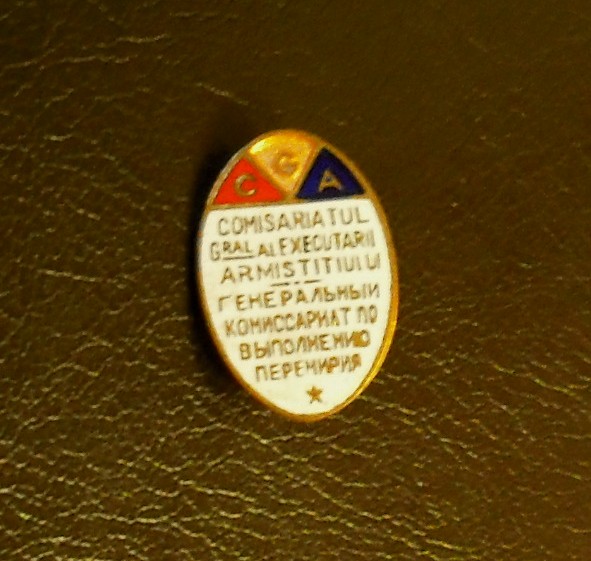 C G A
COMISARIATUL
GRAL AL EXECUTARII
ARMISTITIULUI
ГЕНЕРАЛЬНЫЙ
КОМИССАРИАТ ПО
ВЫПОЛНЕНИЮ
ПЕРЕМИРИЯ